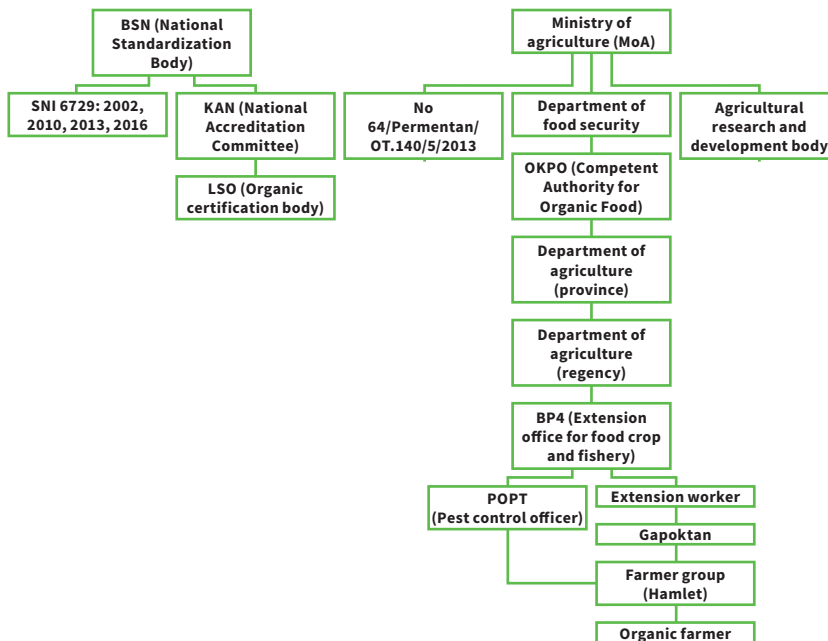 BSN (National
Standardization
Body)
Ministry of
agriculture (MoA)
SNI 6729: 2002,
2010, 2013, 2016
KAN (National
Accreditation
Committee)
No
64/Permentan/
OT.140/5/2013
Department of
food security
Agricultural
research and
development body
LSO (Organic
certification body)
OKPO (Competent
Authority for
Organic Food)
Department of
agriculture
(province)
Department of
agriculture
(regency)
BP4 (Extension
office for food crop
and fishery)
POPT
(Pest control officer)
Extension worker
Gapoktan
Farmer group
(Hamlet)
Organic farmer